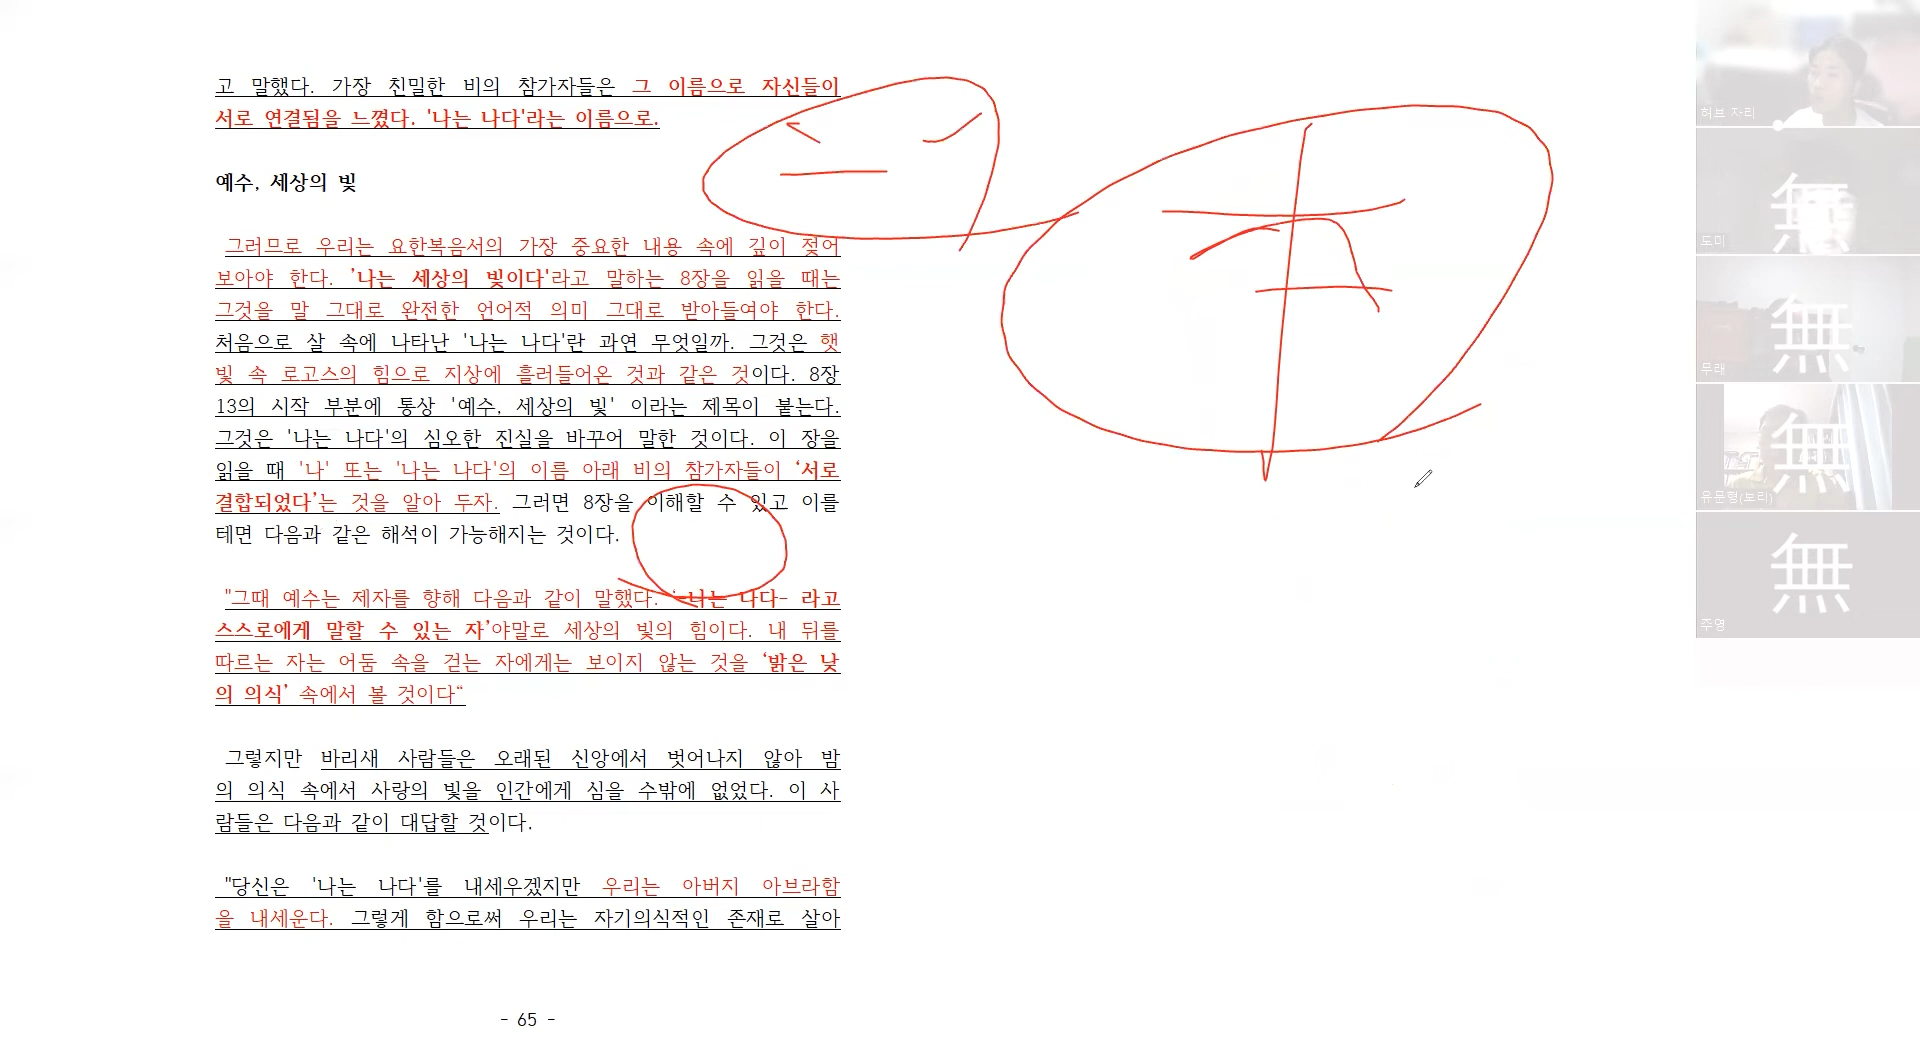 고 말했다. 가장 친밀한 비의 참가자들은 그 이름으로 자신들이
서로 연결됨을 느꼈다. '나는 나다'라는 이름으로.
예수, 세상의 빛
그러므로 우리는 요한복음서의 가장 중요한 내용 속에 깊이 젖어
보아야 한다. '나는 세상의 빛이다'라고 말하는 8장을 읽을 때는
그것을 말 그대로 완전한 언어적 의미 그대로 받아들여야 한다.
처음으로 살 속에 나타난 '나는 나다'란 과연 무엇일까. 그것은 햇
빛 속 로고스의 힘으로 지상에 흘러들어온 것과 같은 것이다. 8장
13의 시작 부분에 통상 '예수, 세상의 빛' 이라는 제목이 붙는다.
그것은 '나는 나다'의 심오한 진실을 바꾸어 말한 것이다. 이 장을
읽을 때 '나' 또는 '나는 나다'의 이름 아래 비의 참가자들이 ‘서로
결합되었다’는 것을 알아 두자. 그러면 8장을 이해할 수 있고 이를
테면 다음과 같은 해석이 가능해지는 것이다.
"그때 예수는 제자를 향해 다음과 같이 말했다. ‘-나는 나다- 라고
스스로에게 말할 수 있는 자’야말로 세상의 빛의 힘이다. 내 뒤를
따르는 자는 어둠 속을 걷는 자에게는 보이지 않는 것을 ‘밝은 낮
의 의식’ 속에서 볼 것이다“
그렇지만 바리새 사람들은 오래된 신앙에서 벗어나지 않아 밤
의 의식 속에서 사랑의 빛을 인간에게 심을 수밖에 없었다. 이 사
람들은 다음과 같이 대답할 것이다.
"당신은 '나는 나다'를 내세우겠지만 우리는 아버지 아브라함
을 내세운다. 그렇게 함으로써 우리는 자기의식적인 존재로 살아
- 65 -
허브 자리
無
도미
無
무래
無
유문형(보리)
無
주영